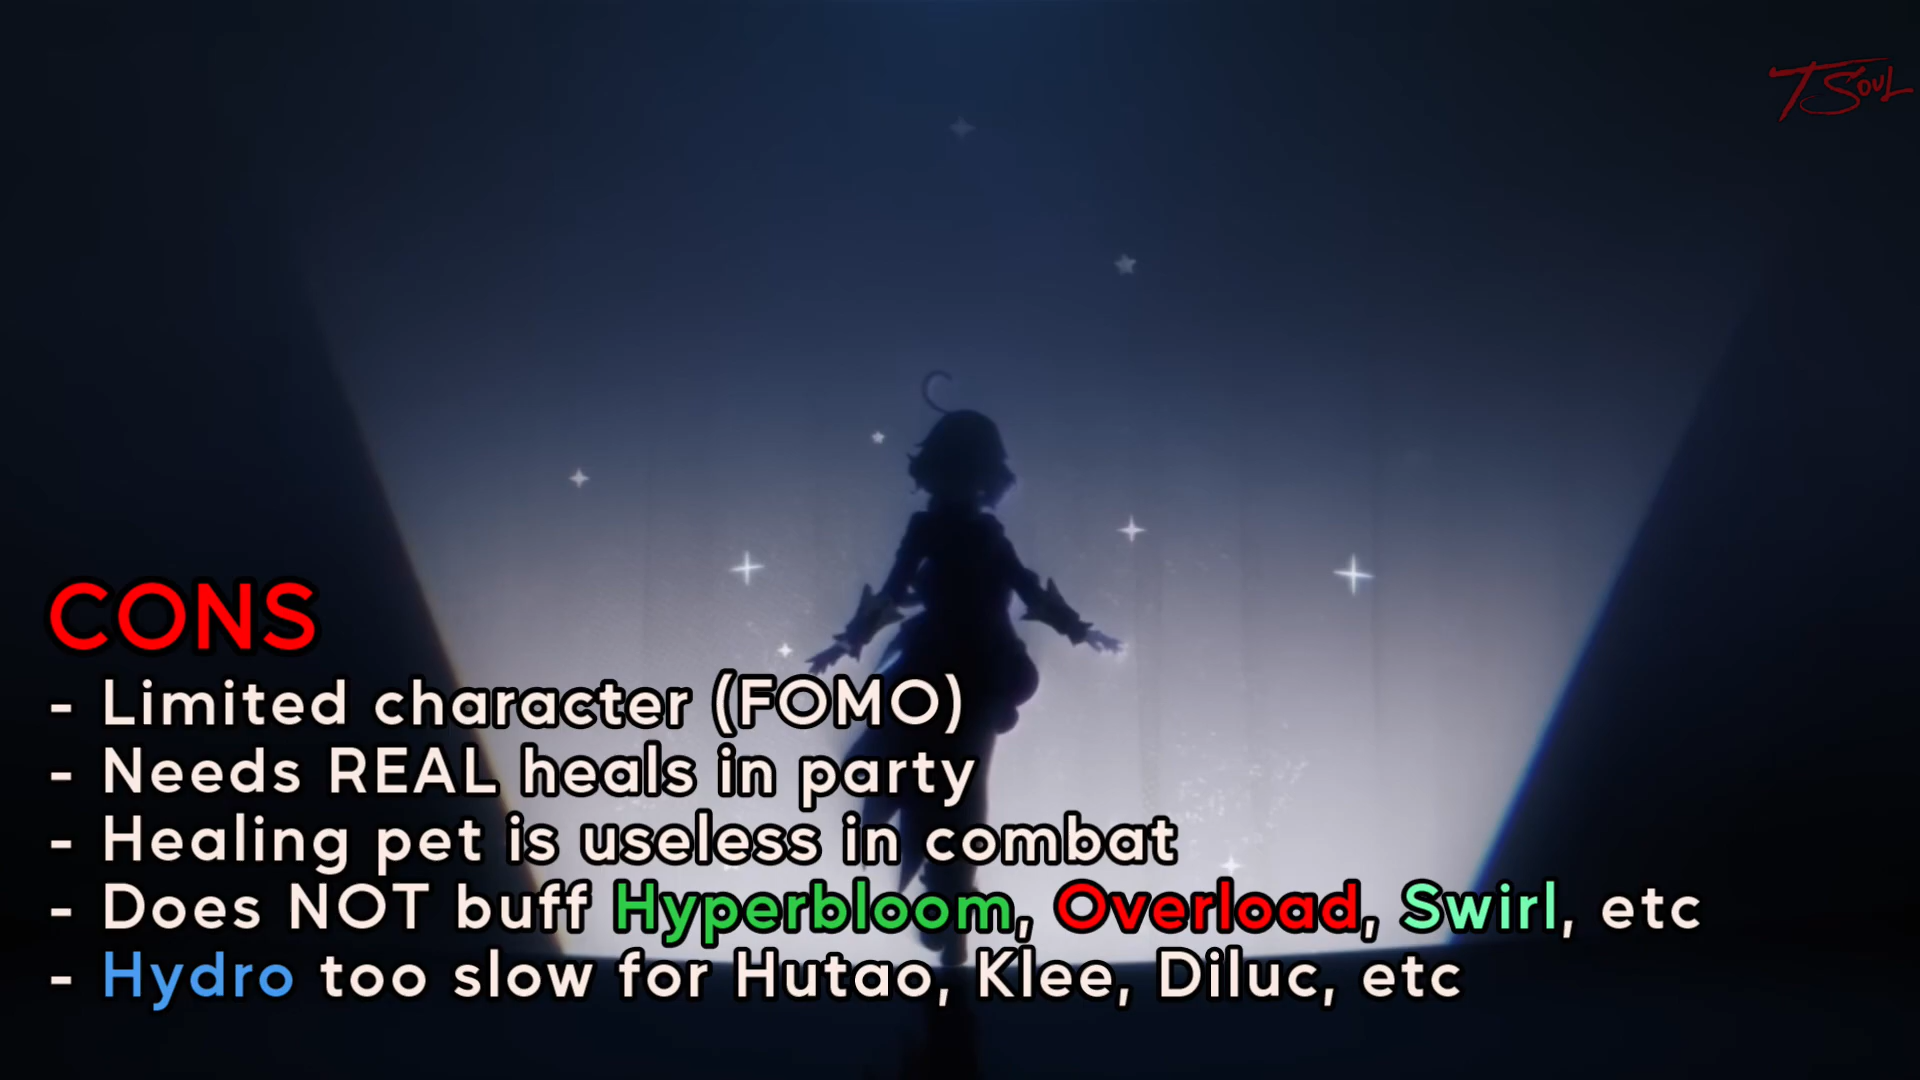 TSOUL
CONS
- Limited character (FOMO)
- Needs REAL heals in party
- Healing pet is useless in combat
- Does NOT buff Hyperbloom, Overload, Swirl, etc
- Hydro too slow for Hutao, Klee, Diluc, etc